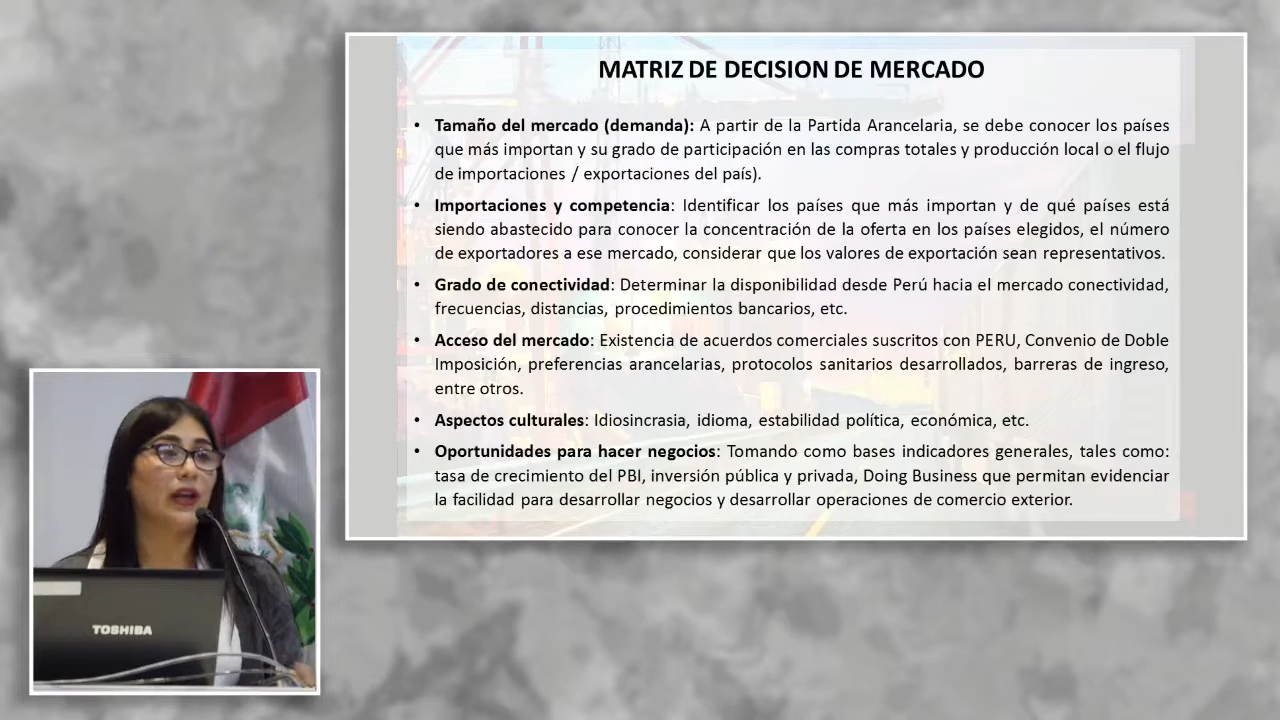 MATRIZ DE DECISION DE MERCADO
• Tamaño del mercado (demanda): A partir de la Partida Arancelaria, se debe conocer los países
que más importan y su grado de participación en las compras totales y producción local o el flujo
de importaciones / exportaciones del país).
• Importaciones y competencia: Identificar los países que más importan y de qué países está
siendo abastecido para conocer la concentración de la oferta en los países elegidos, el número
de exportadores a ese mercado, considerar que los valores de exportación sean representativos.
• Grado de conectividad: Determinar la disponibilidad desde Perú hacia el mercado conectividad,
frecuencias, distancias, procedimientos bancarios, etc.
• Acceso del mercado: Existencia de acuerdos comerciales suscritos con PERU, Convenio de Doble
Imposición, preferencias arancelarias, protocolos sanitarios desarrollados, barreras de ingreso,
entre otros.
• Aspectos culturales: Idiosincrasia, idioma, estabilidad política, económica, etc.
• Oportunidades para hacer negocios: Tomando como bases indicadores generales, tales como:
tasa de crecimiento del PBI, inversión pública y privada, Doing Business que permitan evidenciar
la facilidad para desarrollar negocios y desarrollar operaciones de comercio exterior.
TOSHIBA